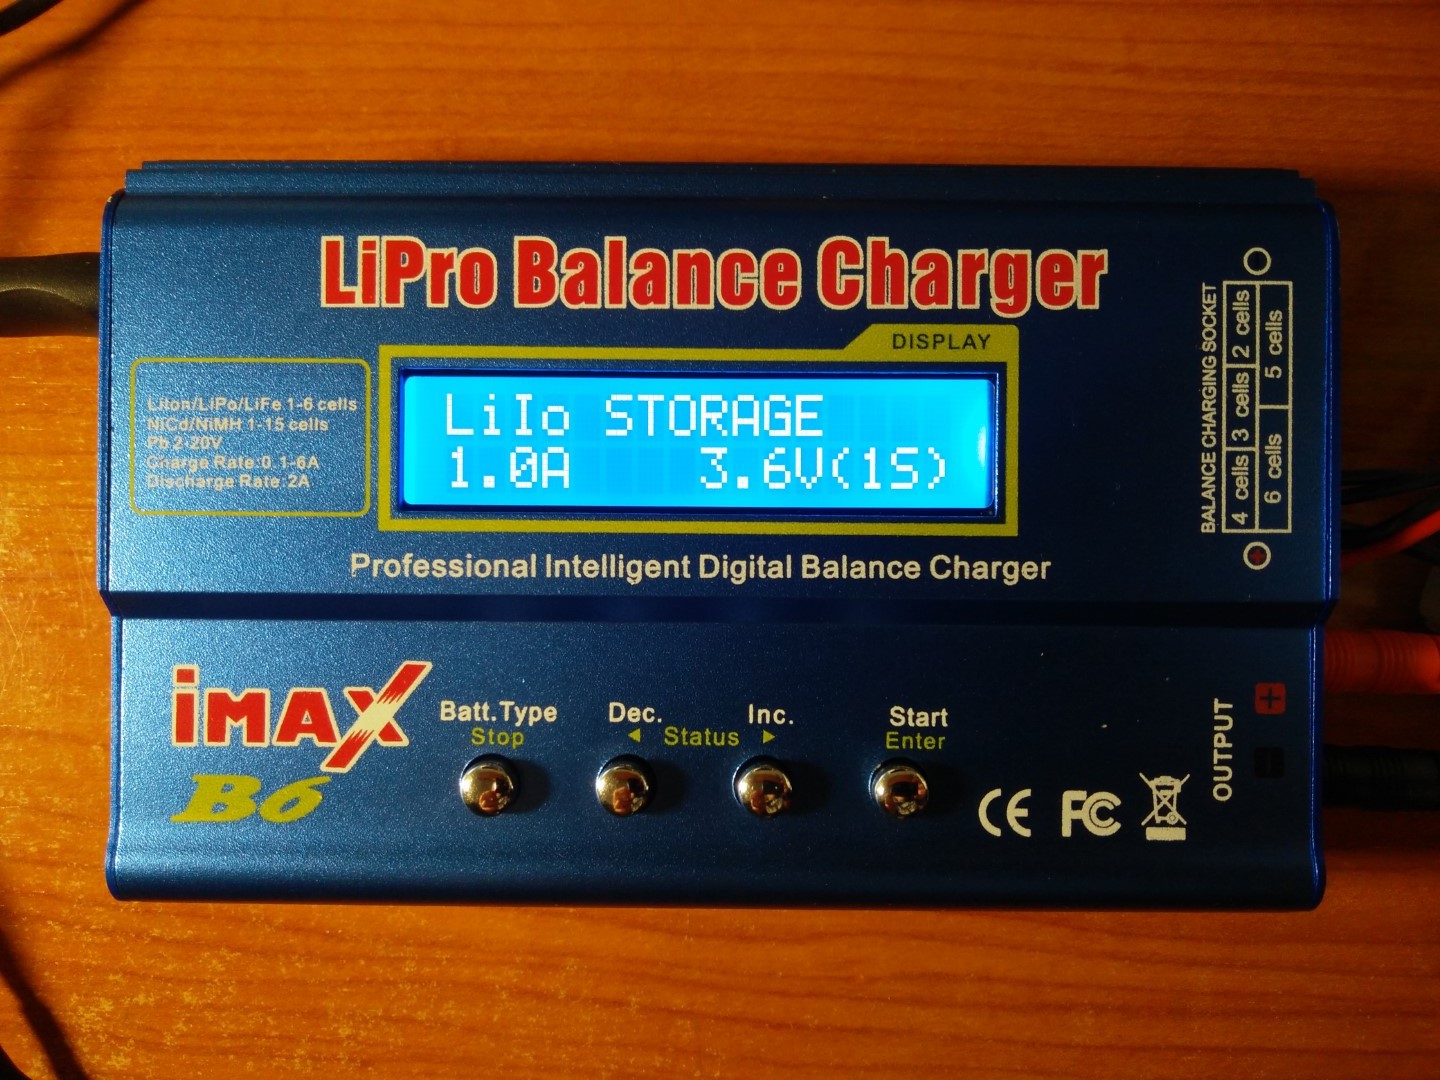 LiPro Balance Charger
DISPLAY
LiIo STORAGE
1.0A 3.6V(1S)
LiIon/LiPo/LiFe 1-6 cells
NiCd/NiMH 1-15 cells
Pb 2-20V
Charge Rate:0.1-6A
Discharge Rate:2A
Professional Intelligent Digital Balance Charger
BALANCE CHARGING SOCKET
4 cells 3 cells 2 cells
6 cells 5 cells
iMAX
B6
Batt.Type
Stop
Dec. Inc.
◄ Status ►
Start
Enter
CE FC
OUTPUT
+
-